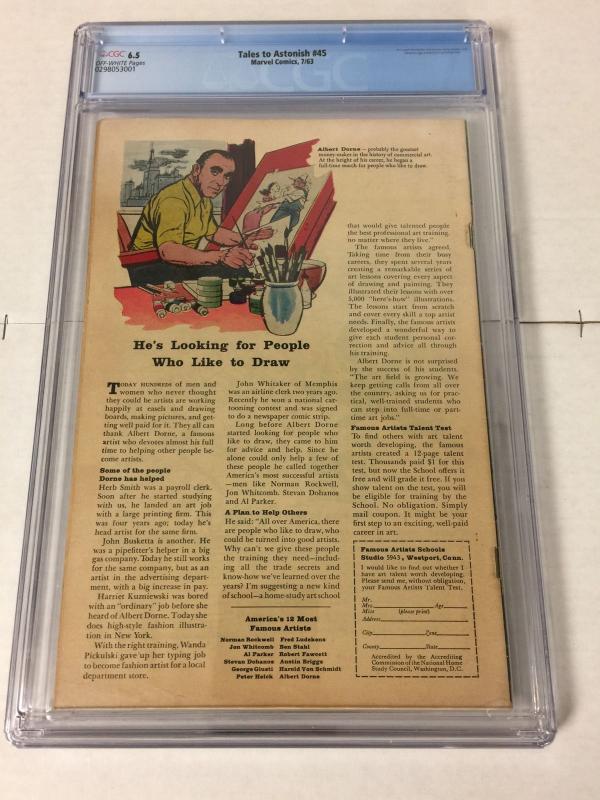 CGC 6.5
OFF-WHITE Pages
0298053001
Tales to Astonish #45
Marvel Comics, 7/63
CGC
Albert Dorne — probably the greatest
money-maker in the history of commercial art.
At the height of his career, he began a
full-time search for people who like to draw.
He's Looking for People
Who Like to Draw
TODAY HUNDREDS of men and
women who never thought
they could be artists are working
happily at easels and drawing
boards, making pictures, and get-
ting well paid for it. They all can
thank Albert Dorne, a famous
artist who devotes almost his full
time to helping other people be-
come artists.
Some of the people
Dorne has helped
Herb Smith was a payroll clerk.
Soon after he started studying
with us, he landed an art job
with a large printing firm. This
was four years ago; today he's
head artist for the same firm.
John Busketta is another. He
was a pipefitter's helper in a big
gas company. Today he still works
for the same company, but as an
artist in the advertising depart-
ment, with a big increase in pay.
Harriet Kuzniewski was bored
with an "ordinary" job before she
heard of Albert Dorne. Today she
does high-style fashion illustra-
tion in New York.
With the right training, Wanda
Pickulski gave up her typing job
to become fashion artist for a local
department store.
John Whitaker of Memphis
was an airline clerk two years ago.
Recently he won a national car-
tooning contest and was signed
to do a newspaper comic strip.
Long before Albert Dorne
started looking for people who
like to draw, they came to him
for advice and help. Since he
alone could only help a few of
these people he called together
America's most successful artists
—men like Norman Rockwell,
Jon Whitcomb, Stevan Dohanos
and Al Parker.
A Plan to Help Others
He said: "All over America, there
are people who like to draw, who
could be turned into good artists.
Why can't we give these people
the training they need—includ-
ing all the trade secrets and
know-how we've learned over the
years? I'm suggesting a new kind
of school—a home-study art school
America's 12 Most
Famous Artists
Norman Rockwell Fred Ludekens
Jon Whitcomb Ben Stahl
Al Parker Robert Fawcett
Stevan Dohanos Austin Briggs
George Giusti Harold Von Schmidt
Peter Helck Albert Dorne
that would give talented people
the best professional art training,
no matter where they live."
The famous artists agreed.
Taking time from their busy
careers, they spent several years
creating a remarkable series of
art lessons covering every aspect
of drawing and painting. They
illustrated their lessons with over
5,000 "here's-how" illustrations.
The lessons start from scratch
and cover every skill a top artist
needs. Finally, the famous artists
developed a wonderful way to
give each student personal cor-
rection and advice all through
his training.
Albert Dorne is not surprised
by the success of his students.
"The art field is growing. We
keep getting calls from all over
the country, asking us for prac-
tical, well-trained students who
can step into full-time or part-
time art jobs."
Famous Artists Talent Test
To find others with art talent
worth developing, the famous
artists created a 12-page talent
test. Thousands paid $1 for this
test, but now the School offers it
free and will grade it free. If you
show talent on the test, you will
be eligible for training by the
School. No obligation. Simply
mail coupon. It might be your
first step to an exciting, well-paid
career in art.
Famous Artists Schools
Studio 5943, Westport, Conn.
I would like to find out whether I
have art talent worth developing.
Please send me, without obligation,
your Famous Artists Talent Test.
Mr.
Mrs. Age
Miss (please print)
Address
City Zone
County State
Accredited by the Accrediting
Commission of the National Home
Study Council, Washington, D.C.